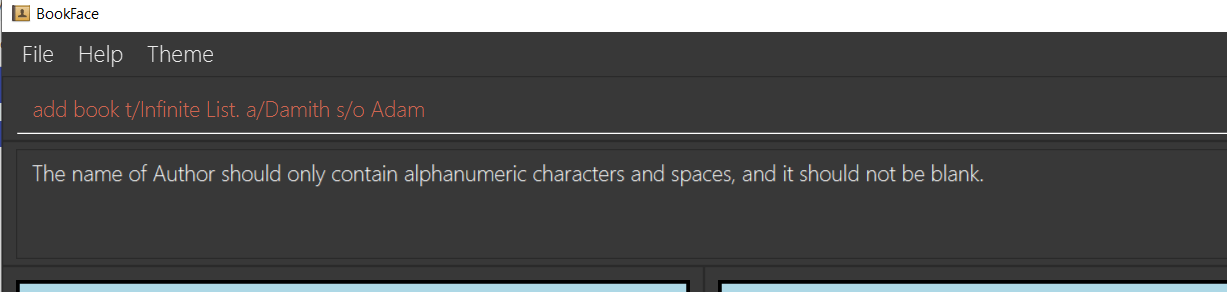 BookFace
File Help Theme
add book t/Infinite List. a/Damith s/o Adam
The name of Author should only contain alphanumeric characters and spaces, and it should not be blank.